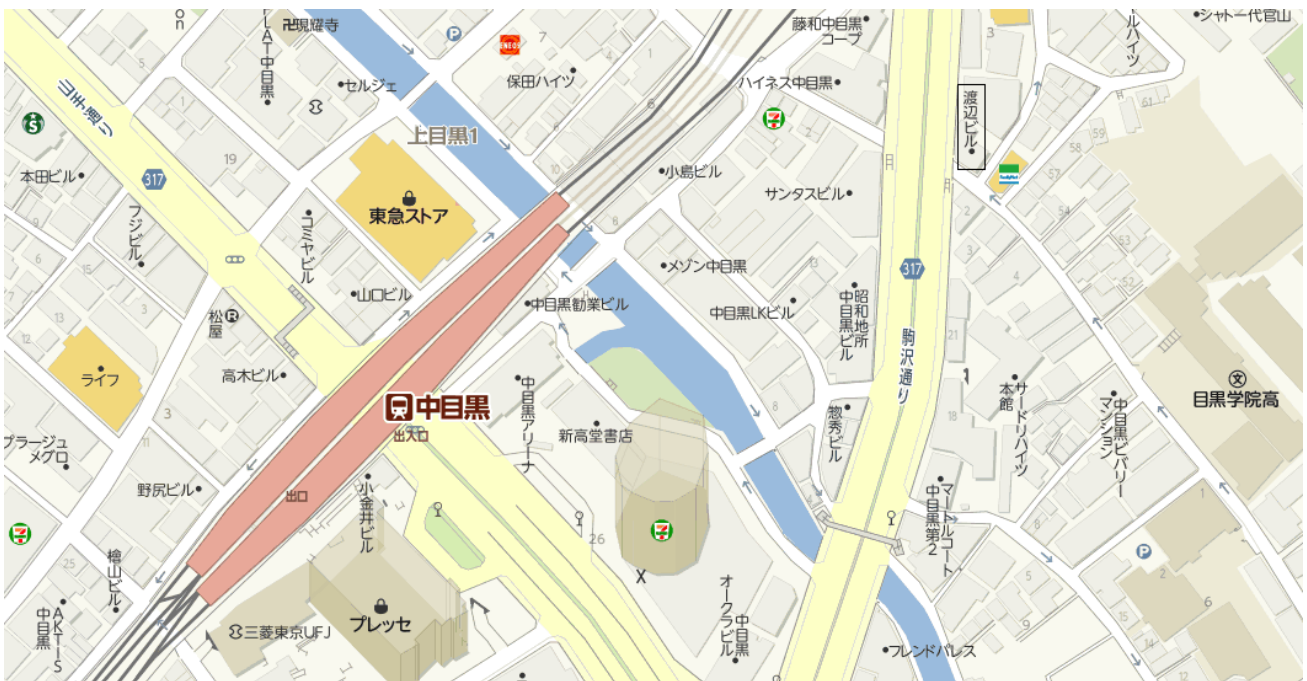 卍現耀寺
FLAT中目黒
セルジェ
P
ENEOS
7
保田ハイツ
藤和中目黒
コープ
ハイネス中目黒
シャトー代官山
渡辺ビル
FamilyMart
山手通り
317
本田ビル
19
上目黒1
東急ストア
小島ビル
サンタスビル
フジビル
コミヤビル
山口ビル
メゾン中目黒
中目黒LKビル
昭和地所
中目黒ビル
317
駒沢通り
松屋
R
高木ビル
ライフ
中目黒勧業ビル
中目黒
出入口
中目黒アリーナ
新高堂書店
惣秀ビル
サードリハイツ
本館
中目黒ビバリー
マンション
文
目黒学院高
プラージュ
メグロ
野尻ビル
出口
小金井ビル
26
X
マートルコート
中目黒第2
P
檜山ビル
AKTIS
中目黒
三菱東京UFJ
プレッセ
中目黒
オークラビル
フレンドパレス